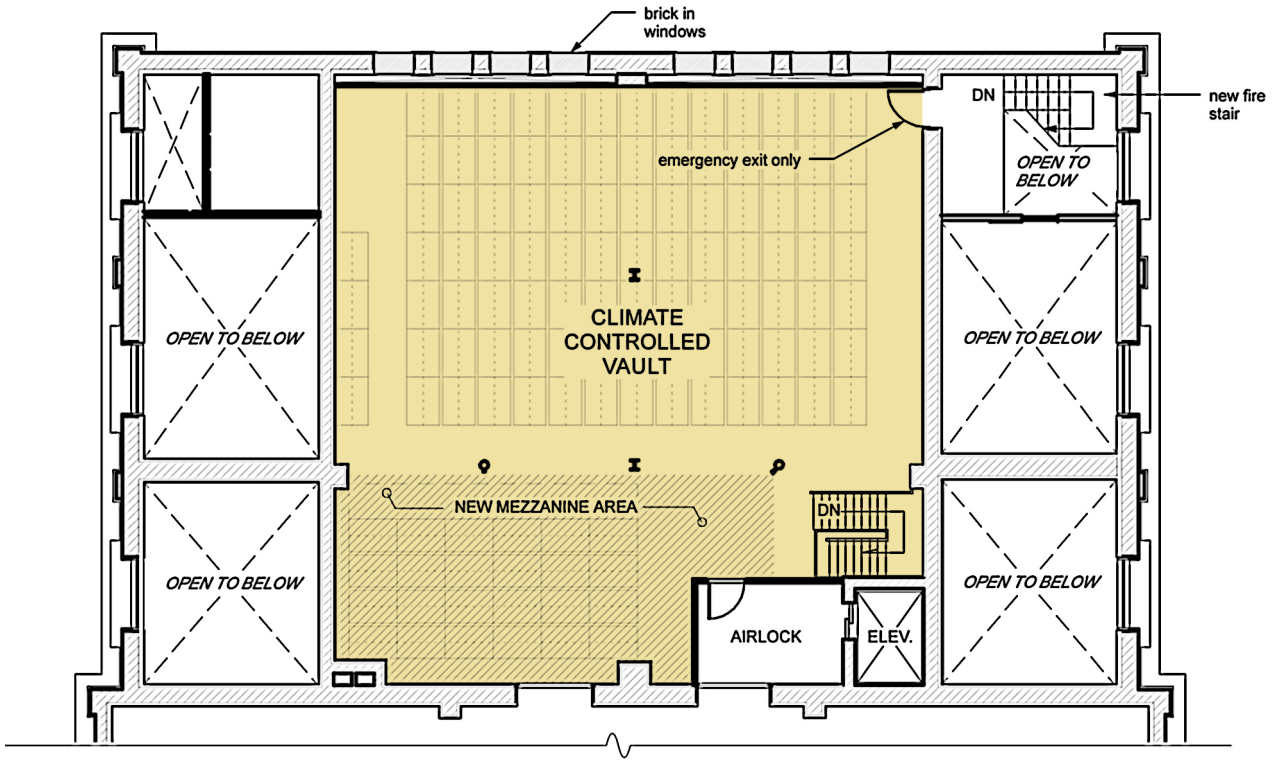 brick in
windows
DN
new fire
stair
emergency exit only
OPEN TO
BELOW
CLIMATE
CONTROLLED
VAULT
OPEN TO BELOW
OPEN TO BELOW
NEW MEZZANINE AREA
DN
OPEN TO BELOW
AIRLOCK
ELEV.
OPEN TO BELOW